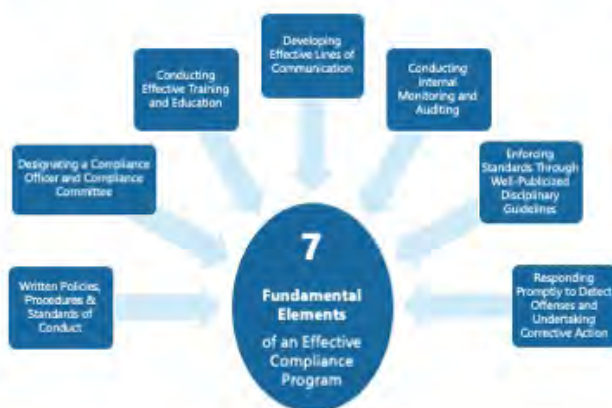 Developing
Effective Lines of
Communication
Conducting
Effective Training
and Education
Conducting
Internal
Monitoring and
Auditing
Designating a Compliance
Officer and Compliance
Committee
Enforcing
Standards Through
Well-Publicized
Disciplinary
Guidelines
Written Policies,
Procedures &
Standards of
Conduct
Responding
Promptly to Detect
Offenses and
Undertaking
Corrective Action
7
Fundamental
Elements
of an Effective
Compliance
Program